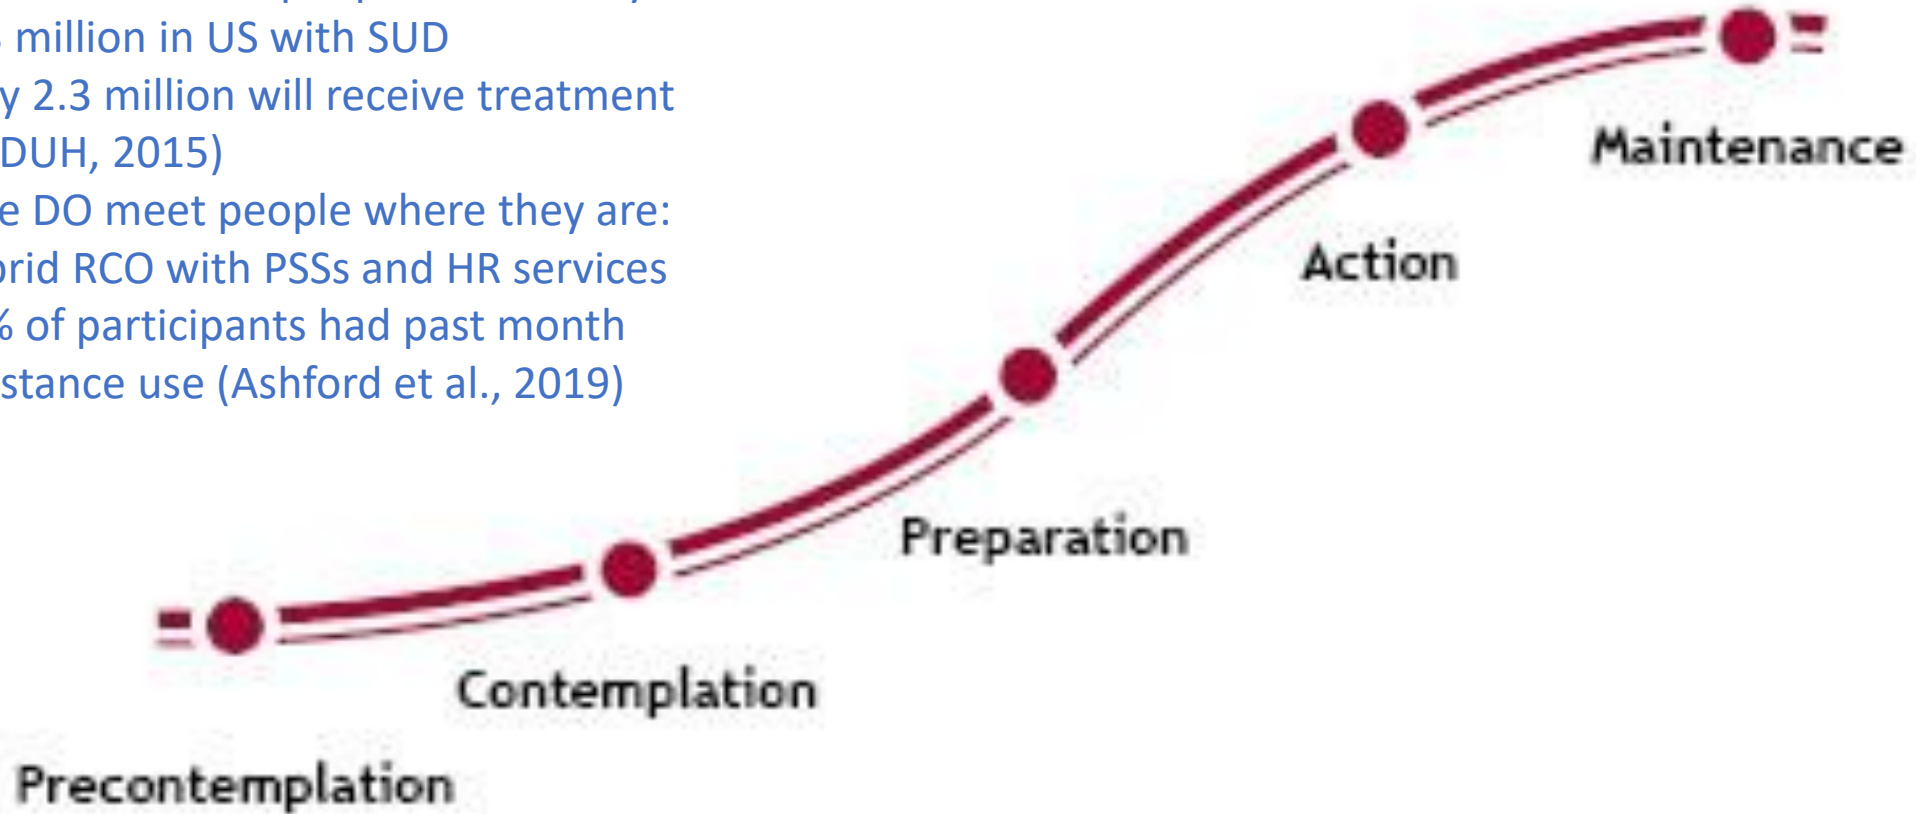 million in US with SUD
y 2.3 million will receive treatment
DUH, 2015)
e DO meet people where they are:
brid RCO with PSSs and HR services
% of participants had past month
stance use (Ashford et al., 2019)
Maintenance
Action
Preparation
Contemplation
Precontemplation